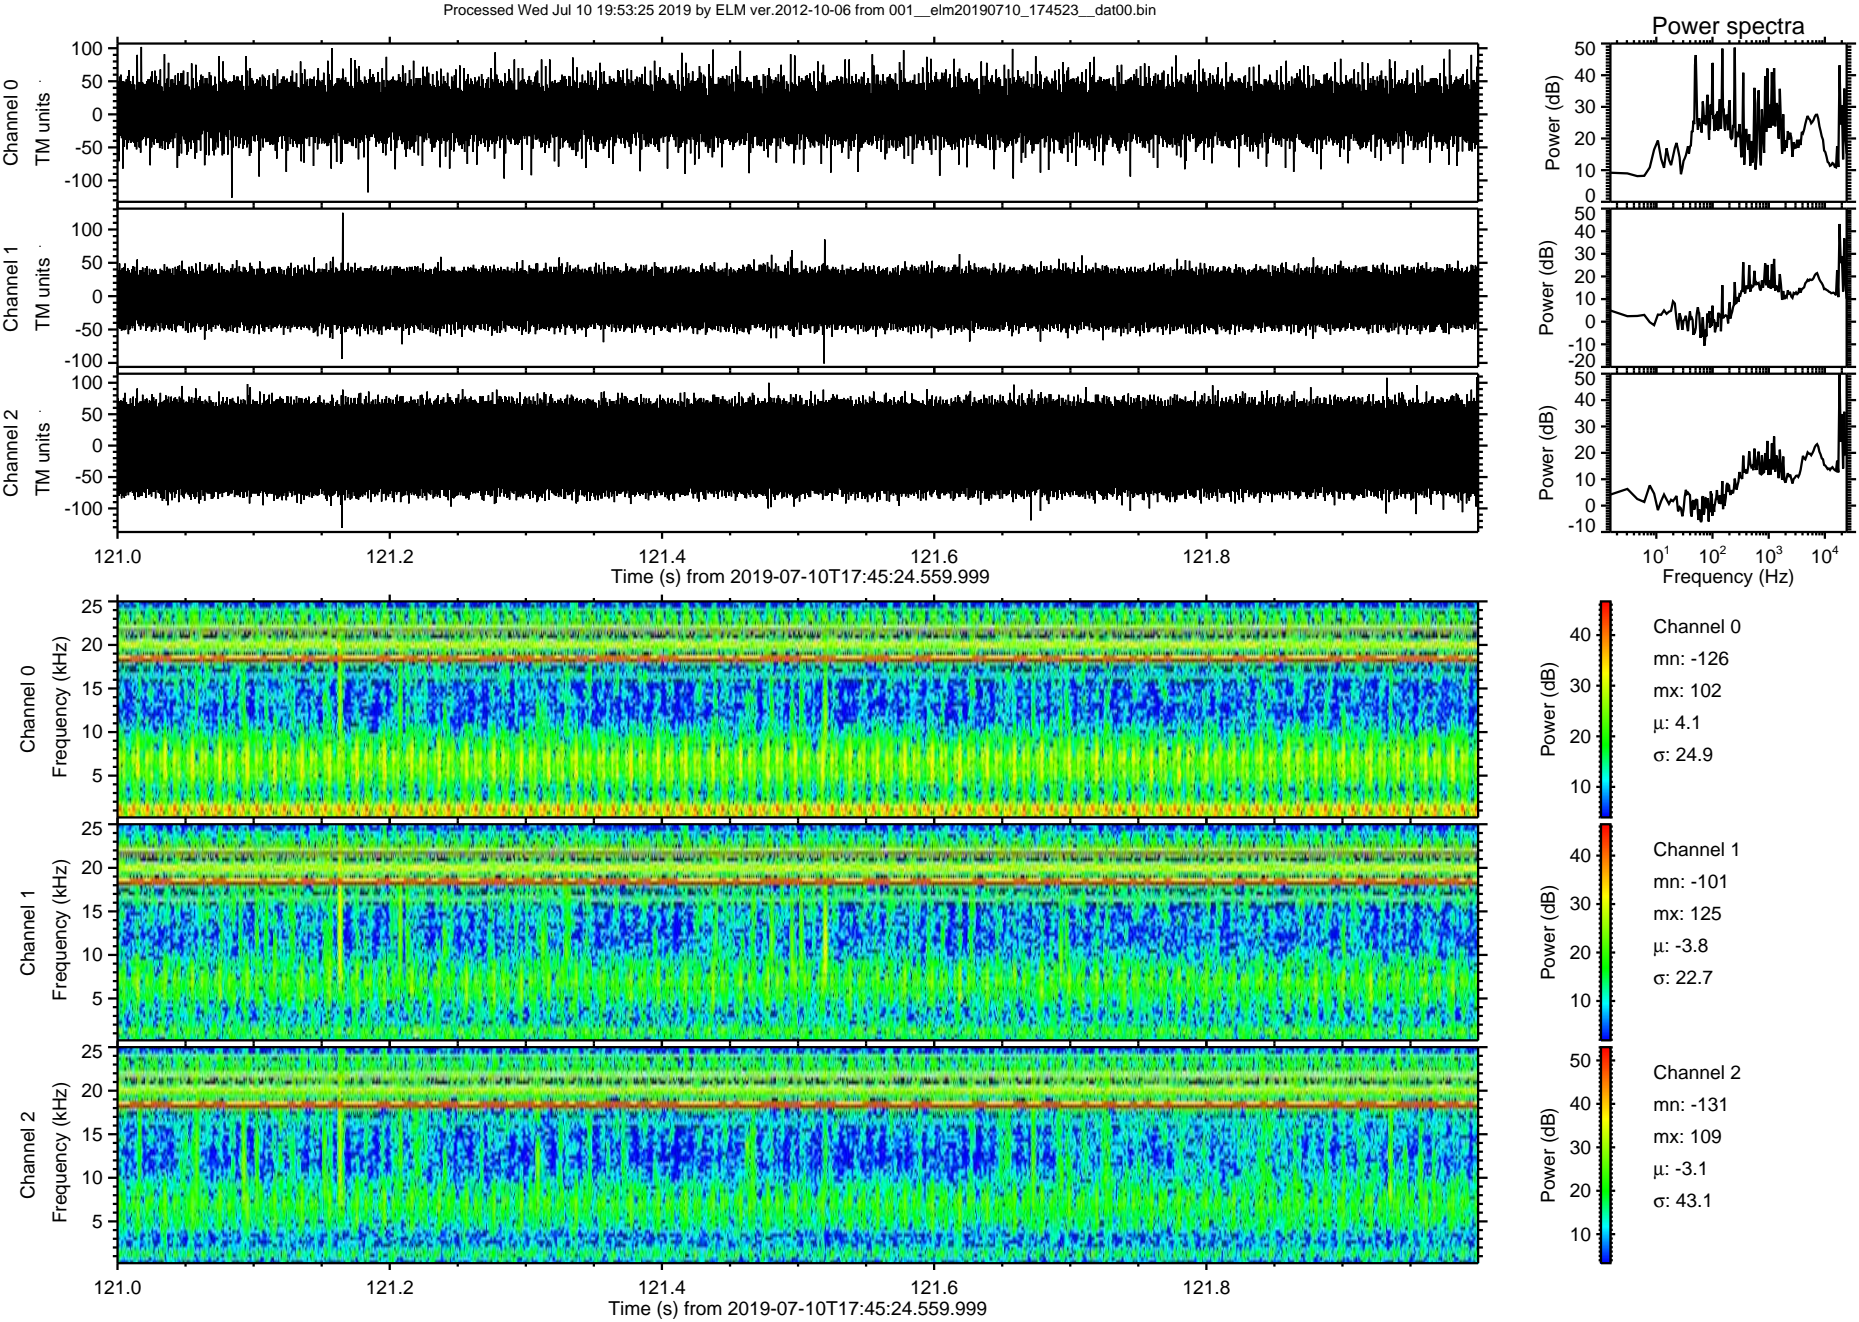 Processed Wed Jul 10 19:53:25 2019 by ELM ver.2012-10-06 from 001__elm20190710_174523__dat00.bin
Power spectra
Channel 0
TM units
100
50
0
-50
-100
Power (dB)
50
40
30
20
10
0
Channel 1
TM units
100
50
0
-50
-100
Power (dB)
50
40
30
20
10
0
-10
-20
Channel 2
TM units
100
50
0
-50
-100
Power (dB)
50
40
30
20
10
0
-10
121.0 121.2 121.4 121.6 121.8
Time (s) from 2019-07-10T17:45:24.559.999
10¹ 10² 10³ 10⁴
Frequency (Hz)
Channel 0
Frequency (kHz)
25
20
15
10
5
Power (dB)
40
30
20
10
Channel 0
mn: -126
mx: 102
μ: 4.1
σ: 24.9
Channel 1
Frequency (kHz)
25
20
15
10
5
Power (dB)
40
30
20
10
Channel 1
mn: -101
mx: 125
μ: -3.8
σ: 22.7
Channel 2
Frequency (kHz)
25
20
15
10
5
Power (dB)
50
40
30
20
10
Channel 2
mn: -131
mx: 109
μ: -3.1
σ: 43.1
121.0 121.2 121.4 121.6 121.8
Time (s) from 2019-07-10T17:45:24.559.999